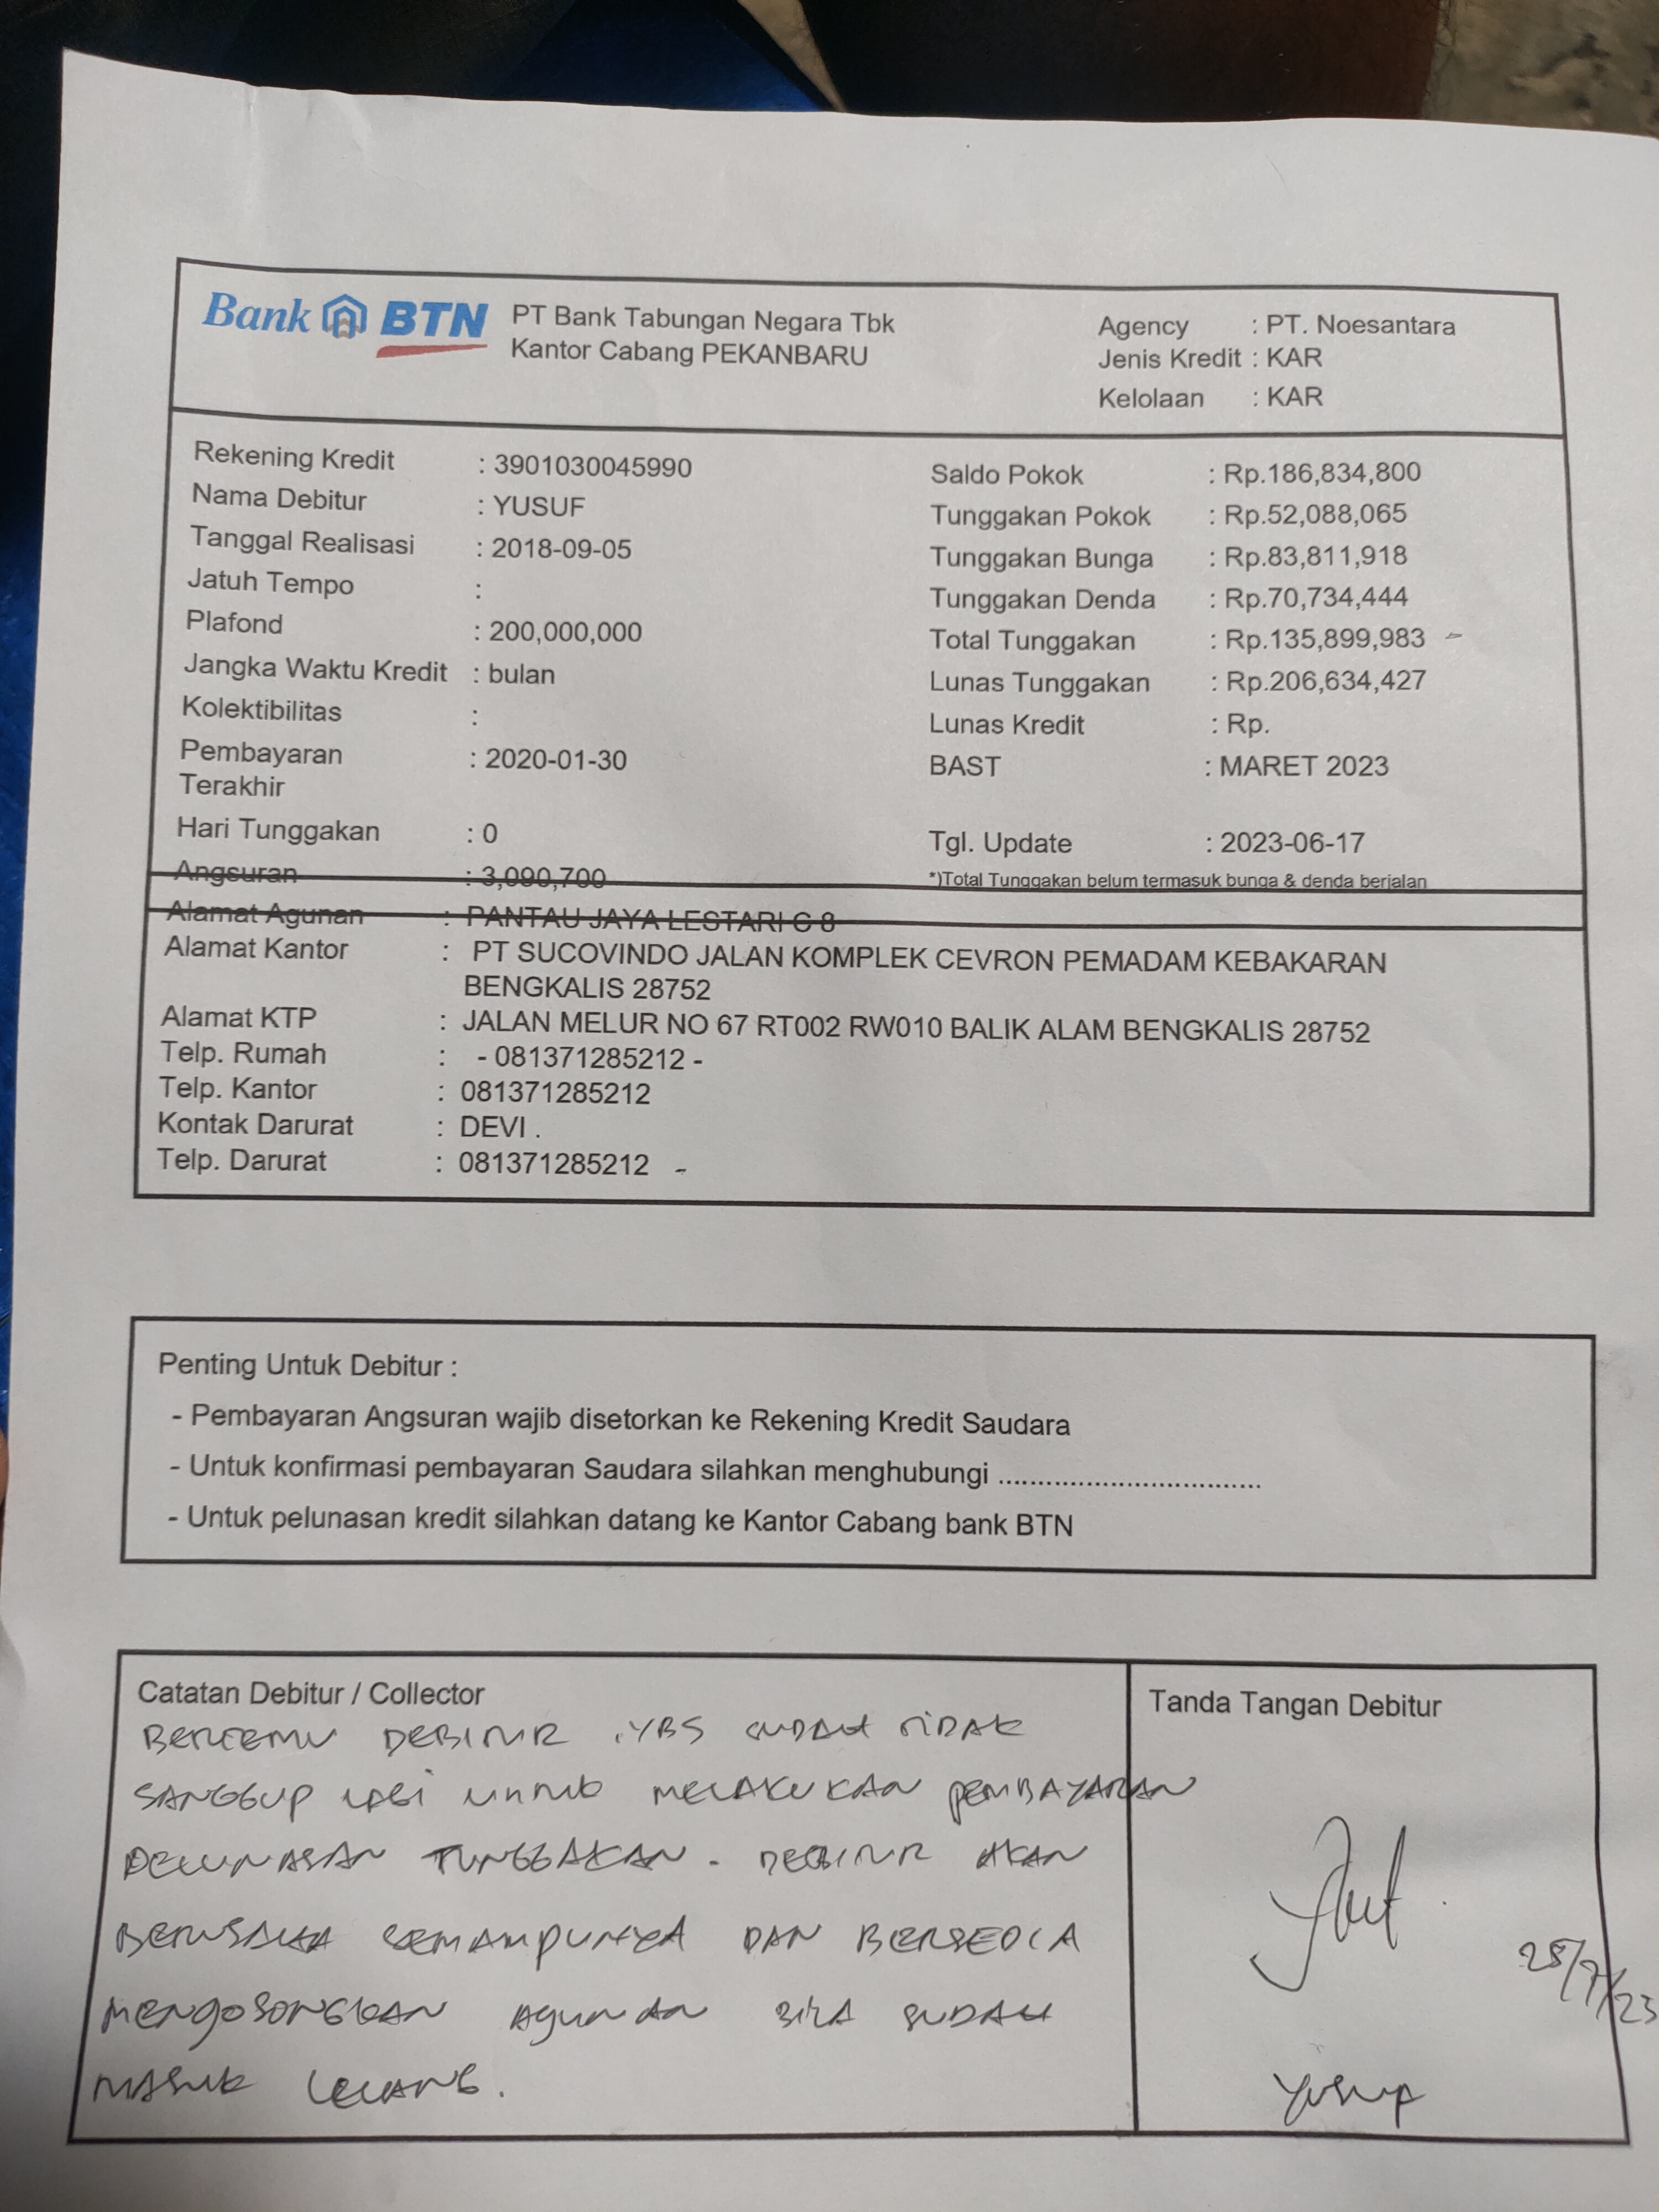 Bank BTN
PT Bank Tabungan Negara Tbk
Kantor Cabang PEKANBARU
Agency : PT. Noesantara
Jenis Kredit : KAR
Kelolaan : KAR
Rekening Kredit : 3901030045990
Nama Debitur : YUSUF
Tanggal Realisasi : 2018-09-05
Jatuh Tempo :
Plafond : 200,000,000
Jangka Waktu Kredit : bulan
Kolektibilitas :
Pembayaran : 2020-01-30
Terakhir
Hari Tunggakan : 0
Angsuran : 3,090,700
Saldo Pokok : Rp.186,834,800
Tunggakan Pokok : Rp.52,088,065
Tunggakan Bunga : Rp.83,811,918
Tunggakan Denda : Rp.70,734,444
Total Tunggakan : Rp.135,899,983 -
Lunas Tunggakan : Rp.206,634,427
Lunas Kredit : Rp.
BAST : MARET 2023
Tgl. Update : 2023-06-17
*)Total Tunggakan belum termasuk bunga & denda berjalan
Alamat Agunan : PANTAU JAYA LESTARI C 8
Alamat Kantor : PT SUCOVINDO JALAN KOMPLEK CEVRON PEMADAM KEBAKARAN
BENGKALIS 28752
Alamat KTP : JALAN MELUR NO 67 RT002 RW010 BALIK ALAM BENGKALIS 28752
Telp. Rumah : - 081371285212 -
Telp. Kantor : 081371285212
Kontak Darurat : DEVI .
Telp. Darurat : 081371285212 -
Penting Untuk Debitur :
- Pembayaran Angsuran wajib disetorkan ke Rekening Kredit Saudara
- Untuk konfirmasi pembayaran Saudara silahkan menghubungi .................................
- Untuk pelunasan kredit silahkan datang ke Kantor Cabang bank BTN
Catatan Debitur / Collector
BERTEMU DEBITUR . YBS SUDAH TIDAK
SANGGUP LAGI UNTUK MELAKUKAN PEMBAYARAN
PELUNASAN TUNGGAKAN . DEBITUR AKAN
BERUSAHA SEMAMPUNYA DAN BERSEDIA
MENGOSONGKAN AGUNAN BILA SUDAH
MASUK LELANG.
Tanda Tangan Debitur
28/7/23
Yusuf